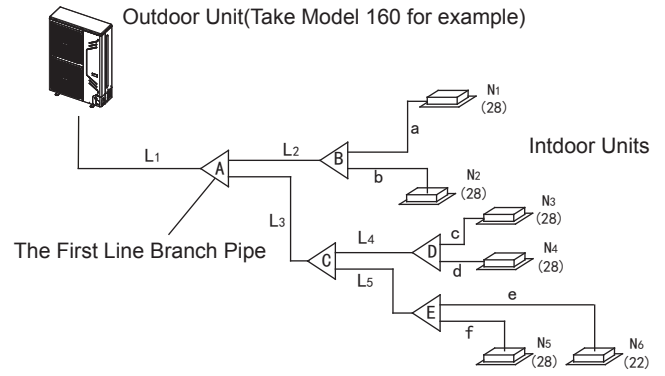 Outdoor Unit(Take Model 160 for example)
N1
(28)
a
Intdoor Units
L1
A
L2
B
b
N2
(28)
L3
N3
(28)
The First Line Branch Pipe
C
L4
D
c
d
N4
(28)
L5
E
e
f
N5
(28)
N6
(22)